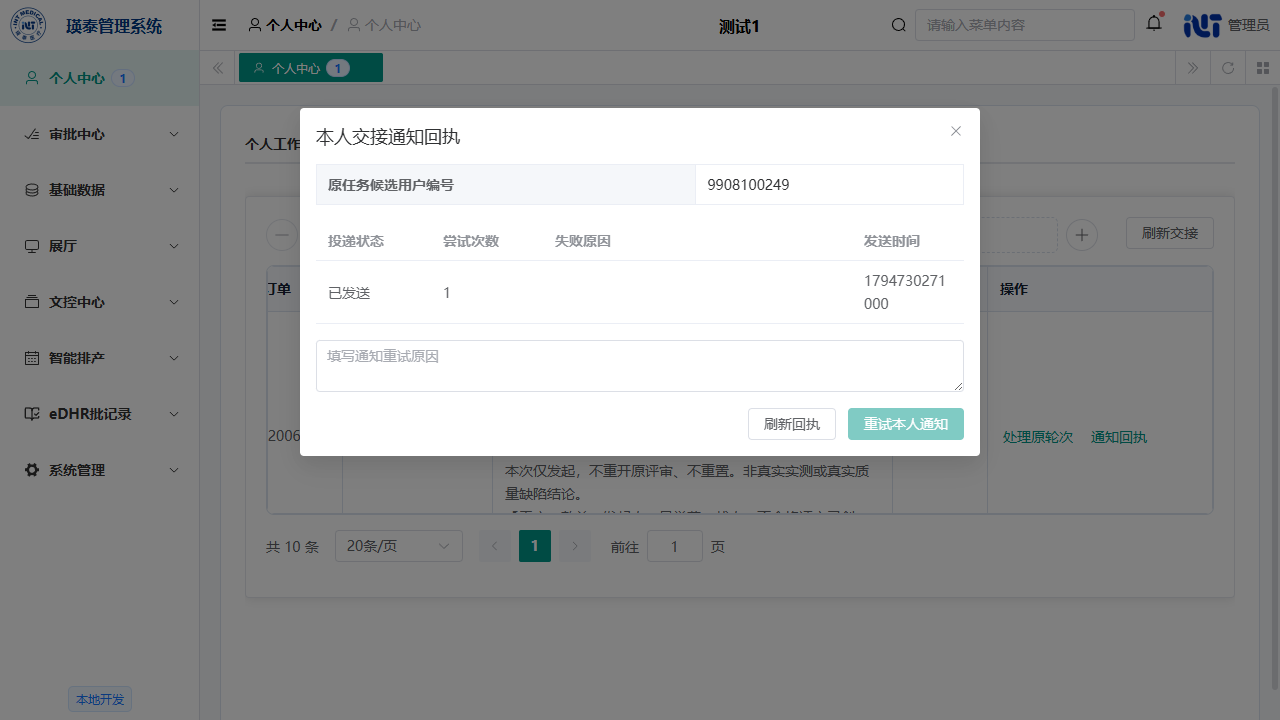 瑛泰管理系统
个人中心 / 个人中心
测试1
请输入菜单内容
管理员
个人中心 1
个人中心 1
审批中心
基础数据
展厅
文控中心
智能排产
eDHR批记录
系统管理
本地开发
个人工作
刷新交接
订单
操作
2006
处理原轮次 通知回执
本次仅发起，不重开原评审、不重置。非真实实测或真实质
量缺陷结论。
共 10 条
20条/页
1
前往 1 页
本人交接通知回执
原任务候选用户编号 9908100249
投递状态 尝试次数 失败原因 发送时间
已发送 1 1794730271
000
填写通知重试原因
刷新回执 重试本人通知